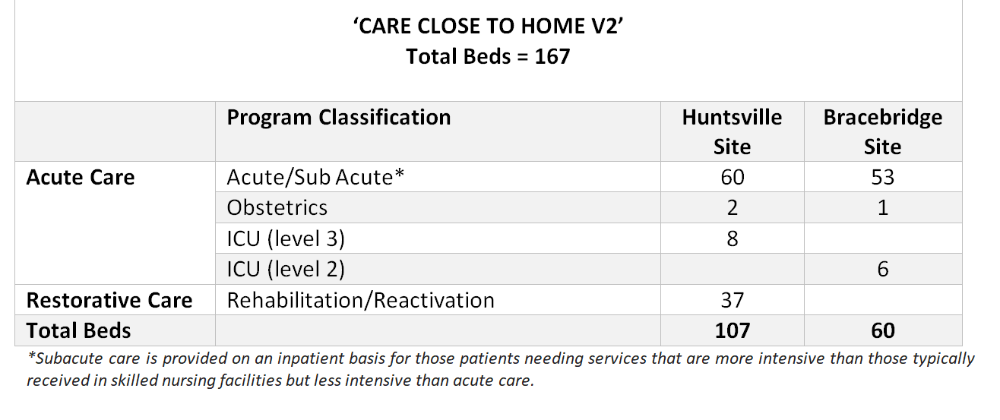 ‘CARE CLOSE TO HOME V2’
Total Beds = 167
Program Classification Huntsville Site Bracebridge Site
Acute Care Acute/Sub Acute* 60 53
Obstetrics 2 1
ICU (level 3) 8
ICU (level 2) 6
Restorative Care Rehabilitation/Reactivation 37
Total Beds 107 60
*Subacute care is provided on an inpatient basis for those patients needing services that are more intensive than those typically
received in skilled nursing facilities but less intensive than acute care.